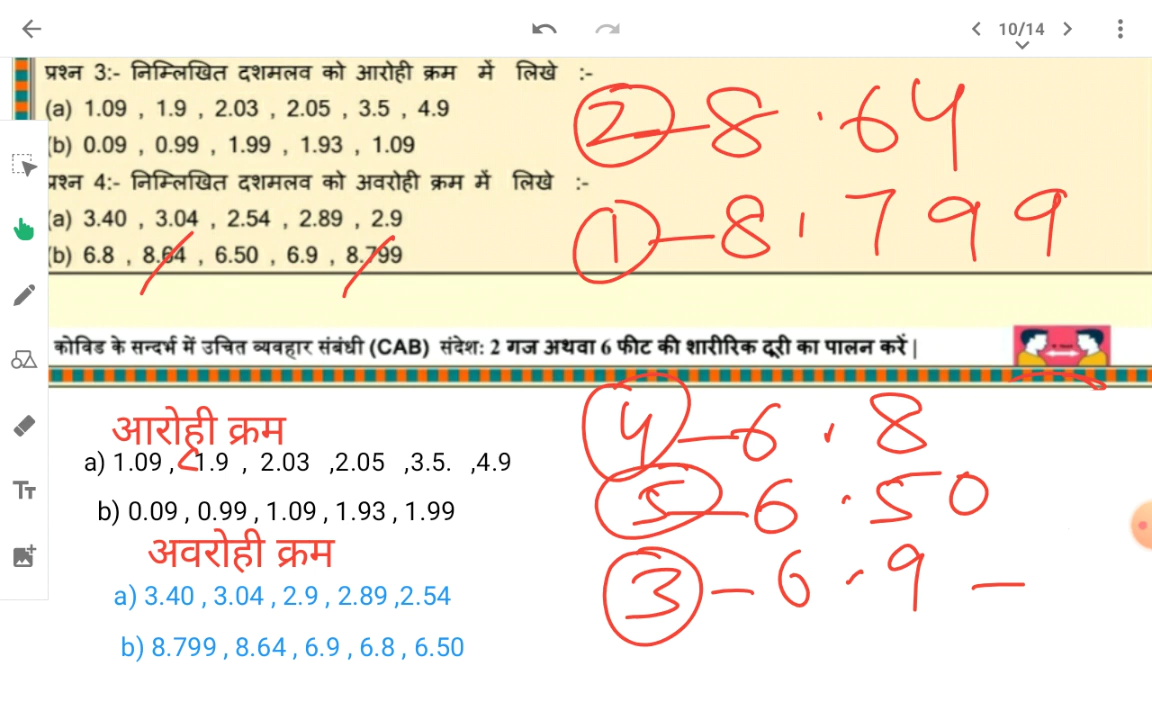 10/14
प्रश्न 3:- निम्लिखित दशमलव को आरोही क्रम में लिखे :-
(a) 1.09 , 1.9 , 2.03 , 2.05 , 3.5 , 4.9
(b) 0.09 , 0.99 , 1.99 , 1.93 , 1.09
प्रश्न 4:- निम्लिखित दशमलव को अवरोही क्रम में लिखे :-
(a) 3.40 , 3.04 , 2.54 , 2.89 , 2.9
(b) 6.8 , 8.64 , 6.50 , 6.9 , 8.799
2 - 8.64
1 - 8.799
कोविड के सन्दर्भ में उचित व्यवहार संबंधी (CAB) संदेश: 2 गज अथवा 6 फीट की शारीरिक दूरी का पालन करें |
आरोही क्रम
a) 1.09 , < 1.9 , 2.03 ,2.05 ,3.5. ,4.9
b) 0.09 , 0.99 , 1.09 , 1.93 , 1.99
अवरोही क्रम
a) 3.40 , 3.04 , 2.9 , 2.89 ,2.54
b) 8.799 , 8.64 , 6.9 , 6.8 , 6.50
4 - 6.8
5 - 6.50
3 - 6.9 -
Tт